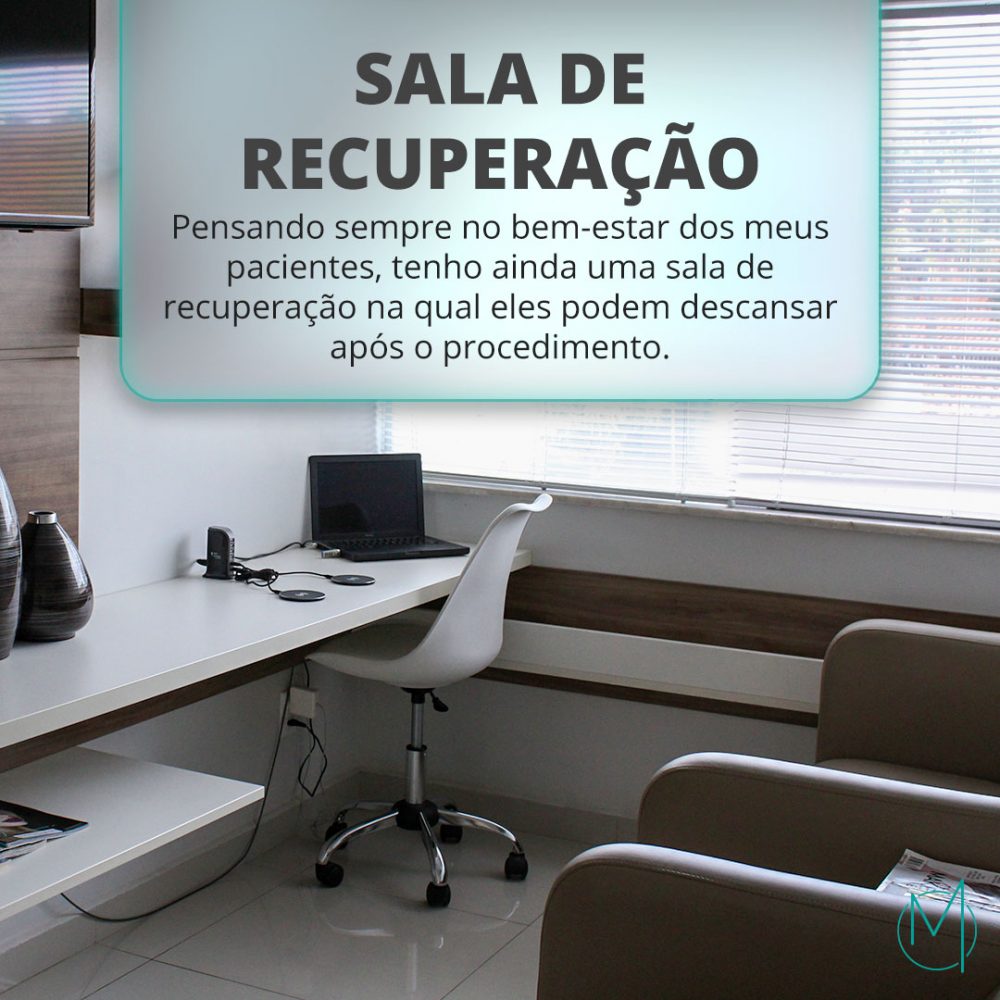 SALA DE
RECUPERAÇÃO
Pensando sempre no bem-estar dos meus
pacientes, tenho ainda uma sala de
recuperação na qual eles podem descansar
após o procedimento.